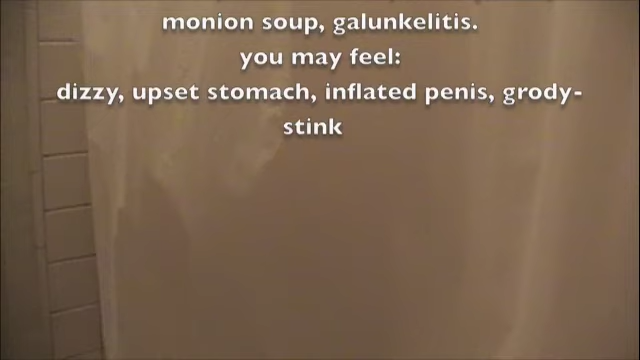 monion soup, galunkelitis.
you may feel:
dizzy, upset stomach, inflated penis, grody-
stink